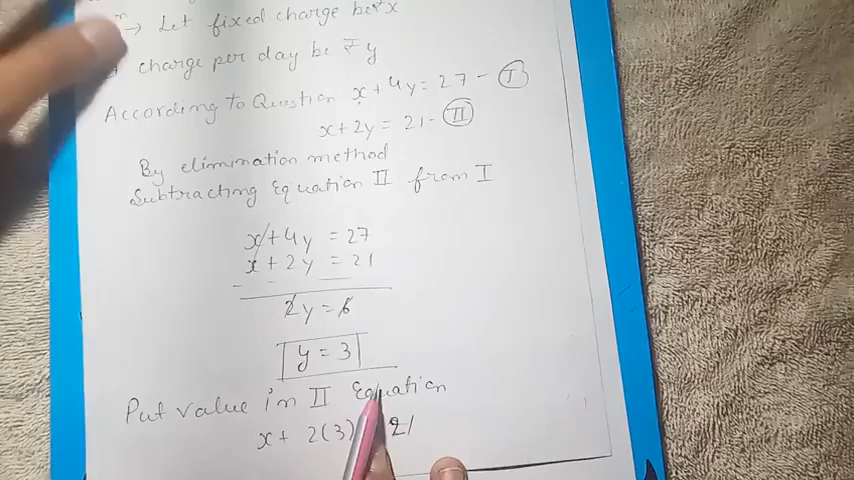 → Let fixed charge be ₹ x
charge per day be ₹ y
According to Question x + 4y = 27 - I
x + 2y = 21 - II
By elimination method
Subtracting Equation II from I
x + 4y = 27
x + 2y = 21
- - -
2y = 6
y = 3
Put value in II Equation
x + 2(3) 21